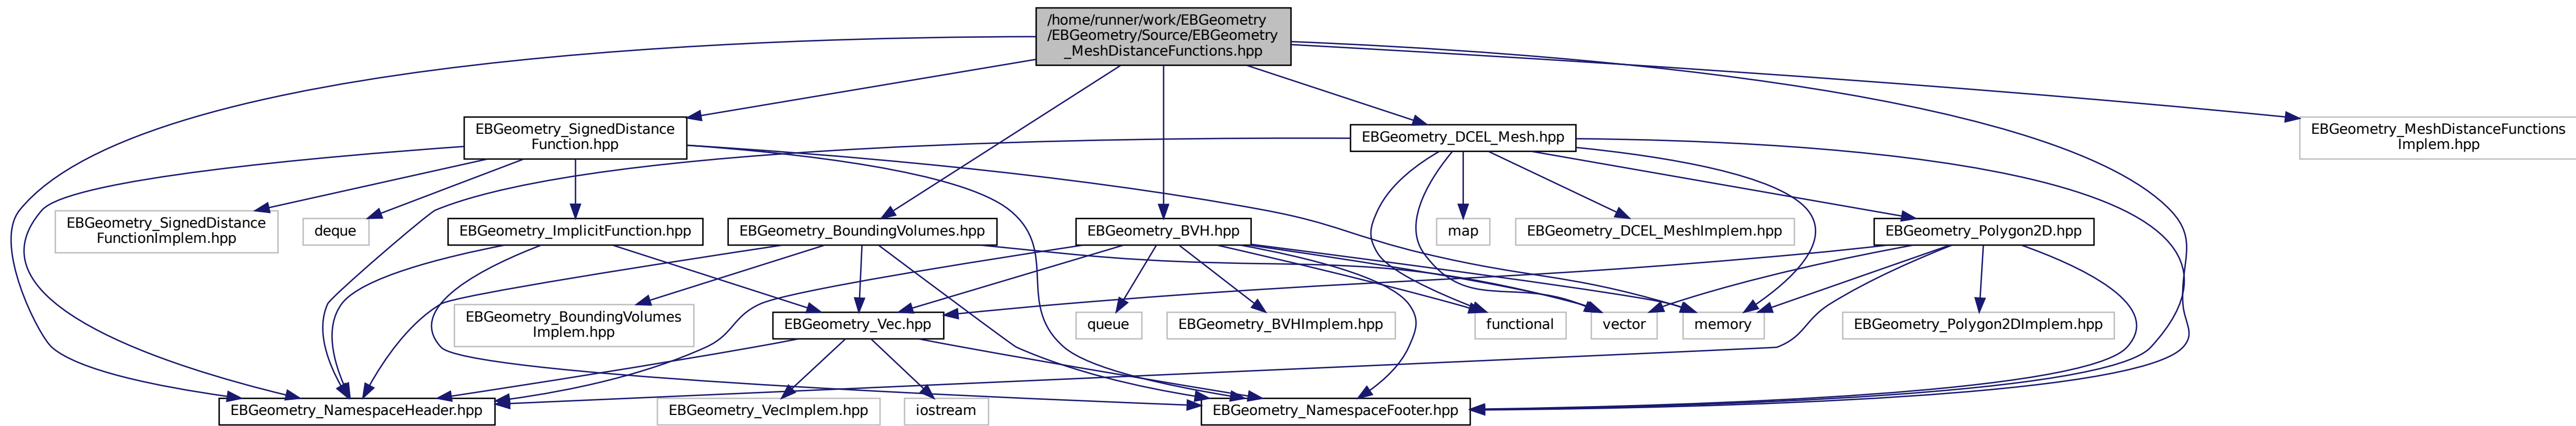 /home/runner/work/EBGeometry
/EBGeometry/Source/EBGeometry
_MeshDistanceFunctions.hpp
EBGeometry_SignedDistance
Function.hpp
EBGeometry_DCEL_Mesh.hpp
EBGeometry_MeshDistanceFunctions
Implem.hpp
EBGeometry_SignedDistance
FunctionImplem.hpp
deque
EBGeometry_ImplicitFunction.hpp
EBGeometry_BoundingVolumes.hpp
EBGeometry_BVH.hpp
map
EBGeometry_DCEL_MeshImplem.hpp
EBGeometry_Polygon2D.hpp
EBGeometry_BoundingVolumes
Implem.hpp
EBGeometry_Vec.hpp
queue
EBGeometry_BVHImplem.hpp
functional
vector
memory
EBGeometry_Polygon2DImplem.hpp
EBGeometry_NamespaceHeader.hpp
EBGeometry_VecImplem.hpp
iostream
EBGeometry_NamespaceFooter.hpp